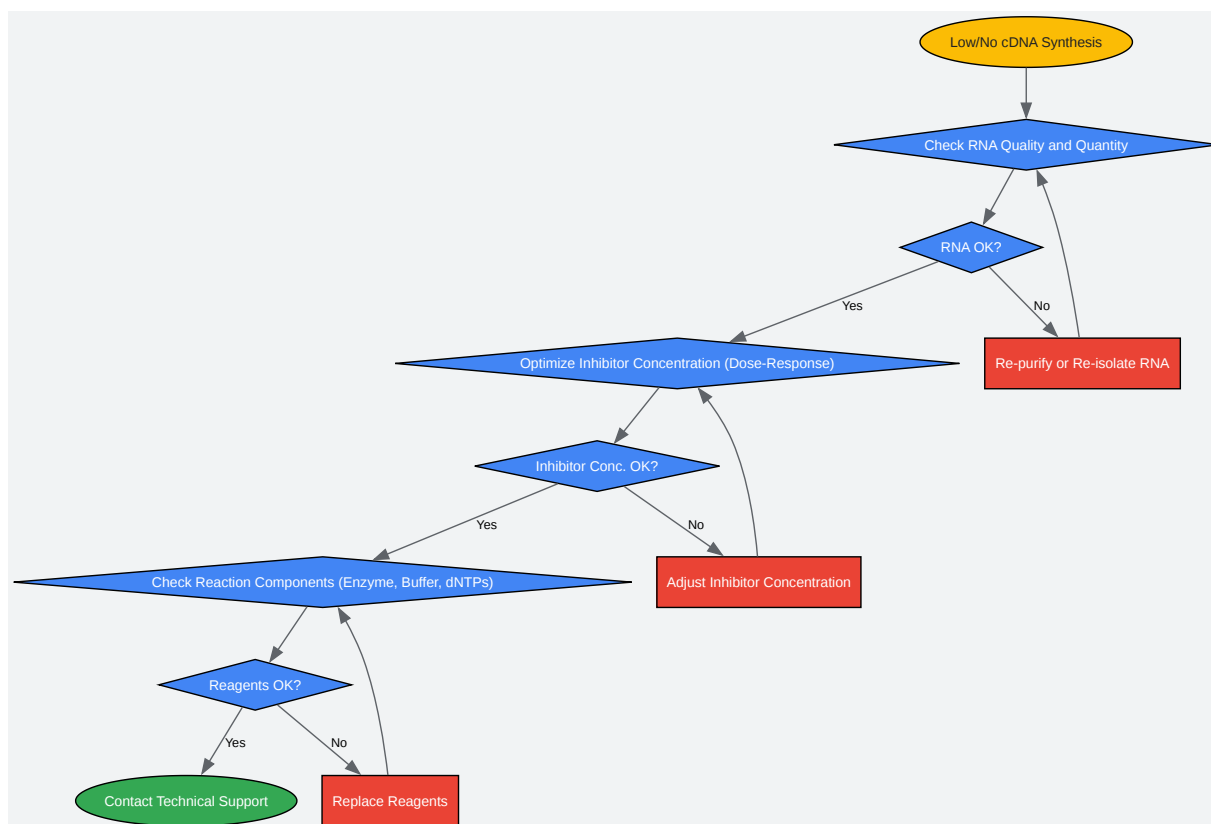 Low/No cDNA Synthesis
Check RNA Quality and Quantity
RNA OK?
Yes
No
Optimize Inhibitor Concentration (Dose-Response)
Re-purify or Re-isolate RNA
Inhibitor Conc. OK?
Yes
No
Check Reaction Components (Enzyme, Buffer, dNTPs)
Adjust Inhibitor Concentration
Reagents OK?
Yes
No
Contact Technical Support
Replace Reagents